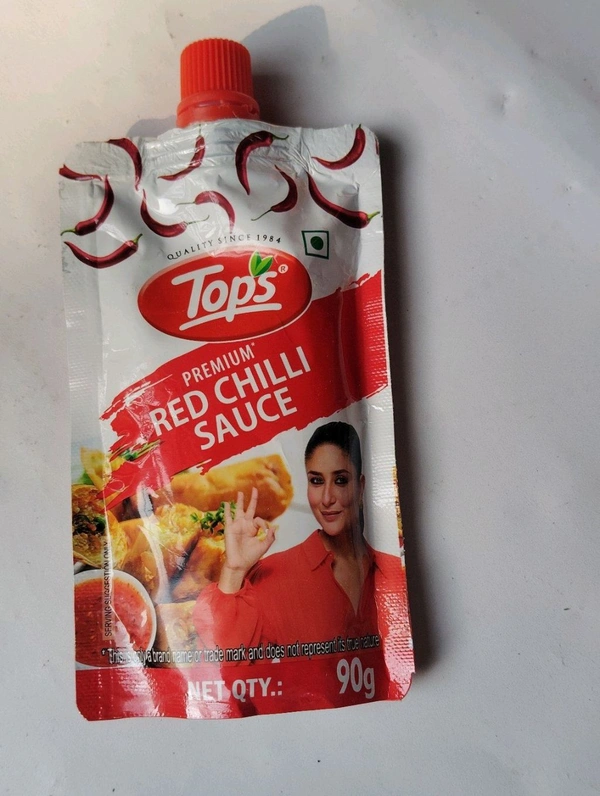 QUALITY SINCE 1984
Tops®
PREMIUM*
RED CHILLI
SAUCE
SERVING SUGGESTION ONLY
* This is only a brand name or trade mark and does not represent its true nature
NET QTY.: 90g